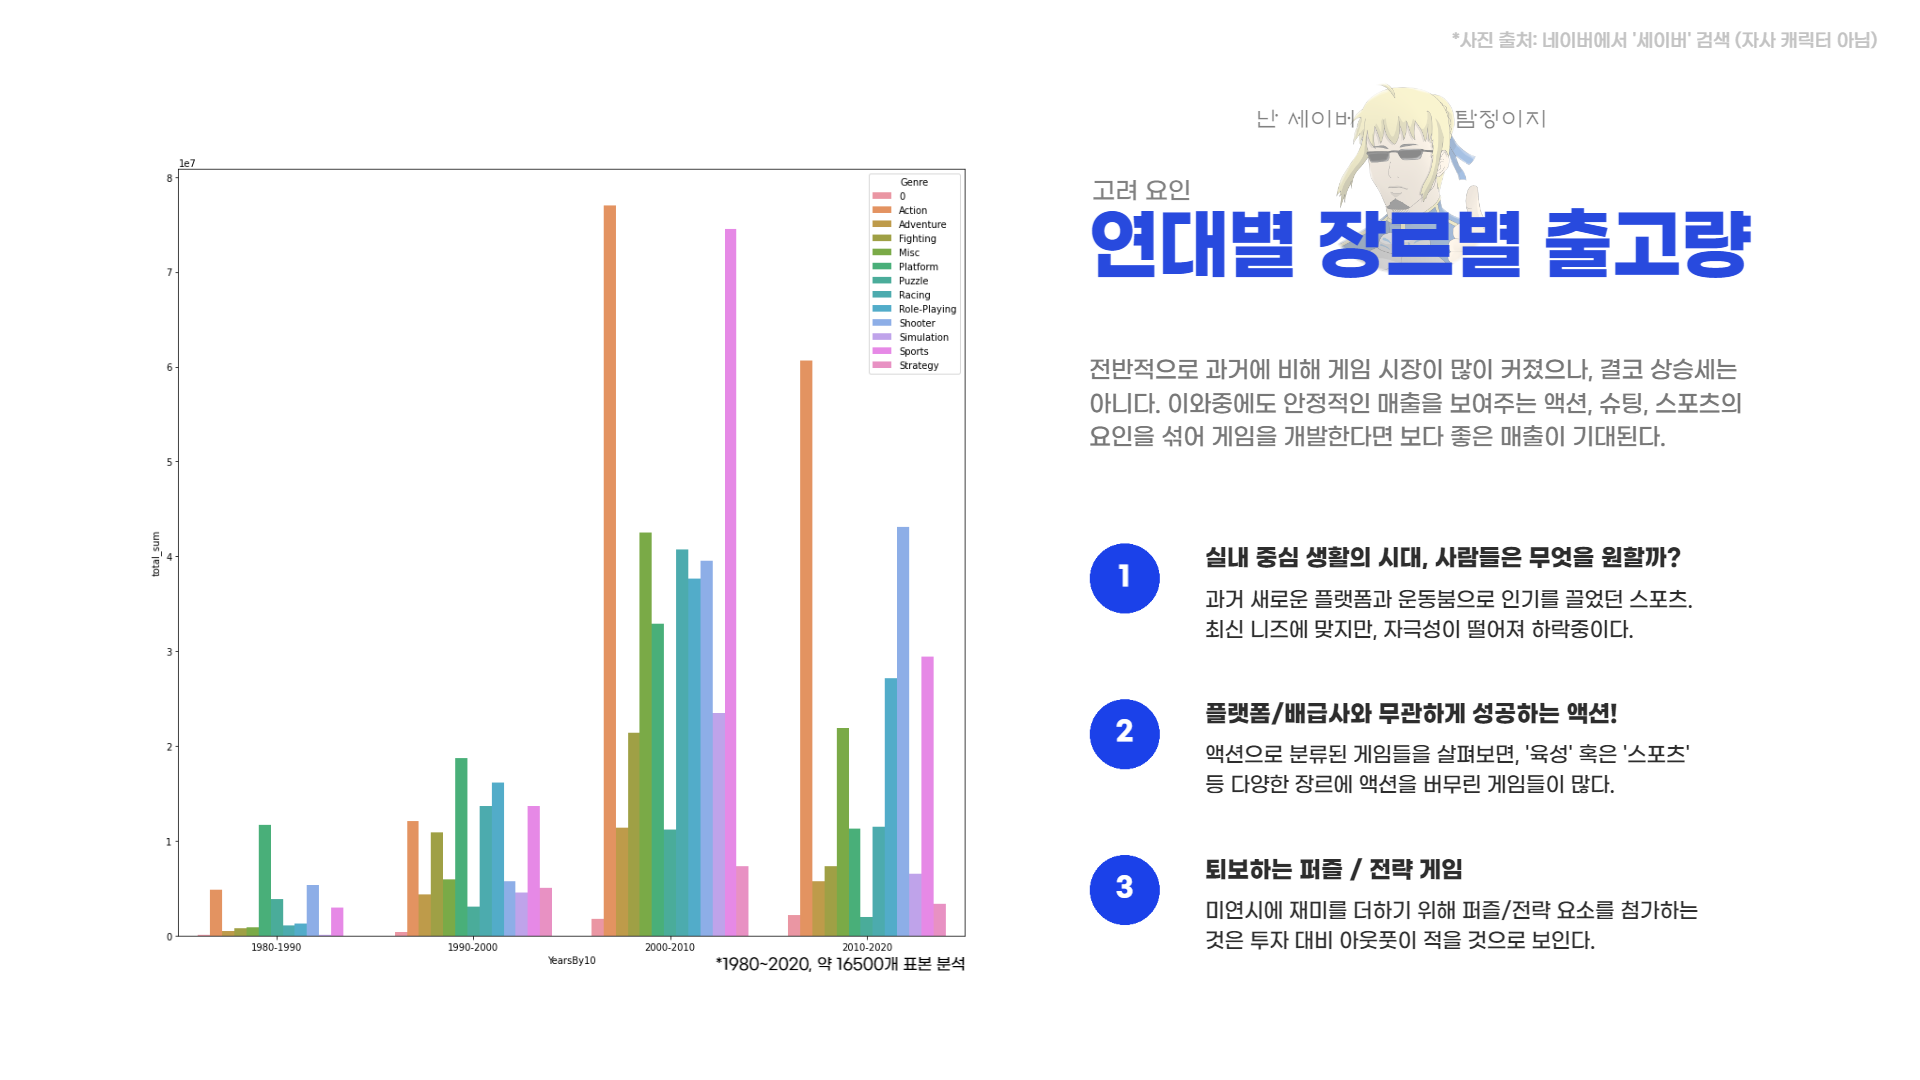 *사진 출처: 네이버에서 '세이버' 검색 (자사 캐릭터 아님)
난 세이버 탐정이지
고려 요인
연대별 장르별 출고량
전반적으로 과거에 비해 게임 시장이 많이 커졌으나, 결코 상승세는
아니다. 이와중에도 안정적인 매출을 보여주는 액션, 슈팅, 스포츠의
요인을 섞어 게임을 개발한다면 보다 좋은 매출이 기대된다.
1
실내 중심 생활의 시대, 사람들은 무엇을 원할까?
과거 새로운 플랫폼과 운동붐으로 인기를 끌었던 스포츠.
최신 니즈에 맞지만, 자극성이 떨어져 하락중이다.
2
플랫폼/배급사와 무관하게 성공하는 액션!
액션으로 분류된 게임들을 살펴보면, '육성' 혹은 '스포츠'
등 다양한 장르에 액션을 버무린 게임들이 많다.
3
퇴보하는 퍼즐 / 전략 게임
미연시에 재미를 더하기 위해 퍼즐/전략 요소를 첨가하는
것은 투자 대비 아웃풋이 적을 것으로 보인다.
1e7
8
7
6
5
4
3
2
1
0
total_sum
Genre
0
Action
Adventure
Fighting
Misc
Platform
Puzzle
Racing
Role-Playing
Shooter
Simulation
Sports
Strategy
1980-1990
1990-2000
2000-2010
2010-2020
YearsBy10
*1980~2020, 약 16500개 표본 분석